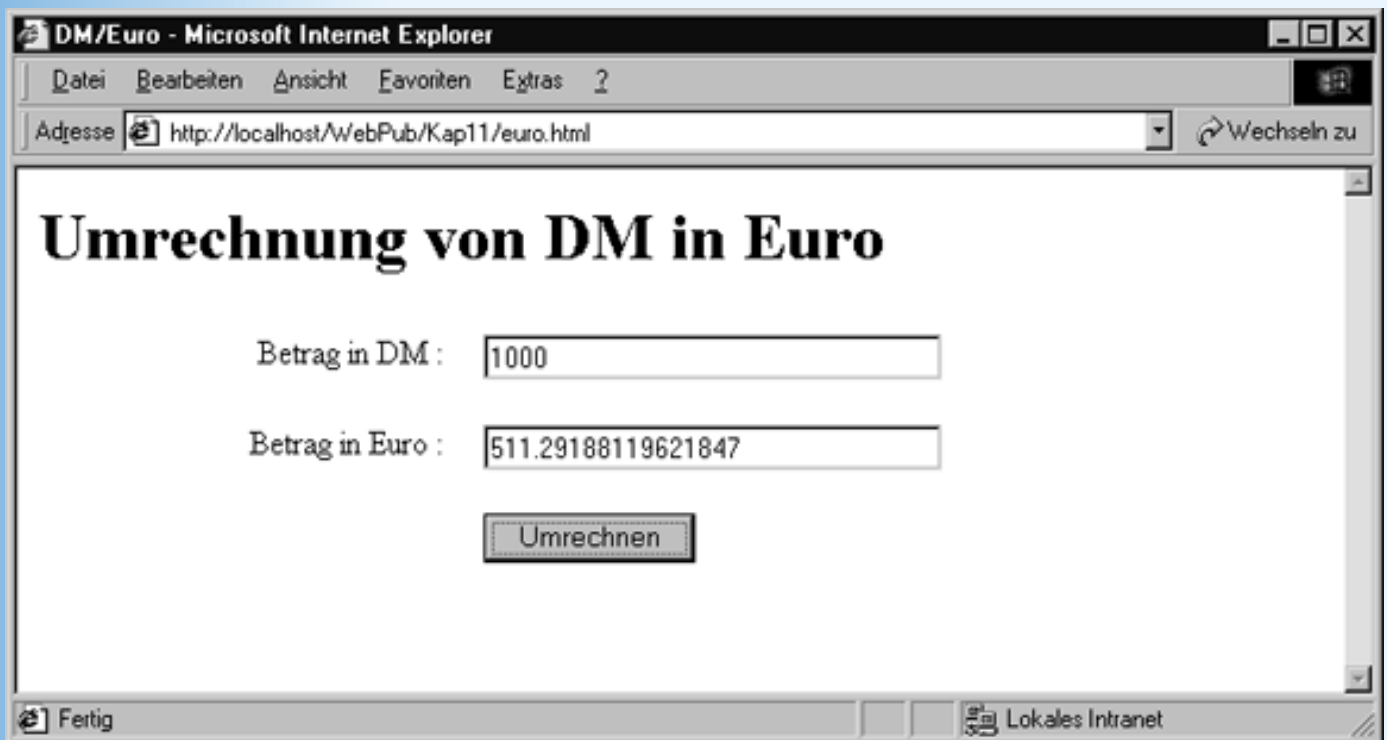 DM/Euro - Microsoft Internet Explorer
Datei Bearbeiten Ansicht Favoriten Extras ?
Adresse http://localhost/WebPub/Kap11/euro.html Wechseln zu
Umrechnung von DM in Euro
Betrag in DM : 1000
Betrag in Euro : 511.29188119621847
Umrechnen
Fertig Lokales Intranet